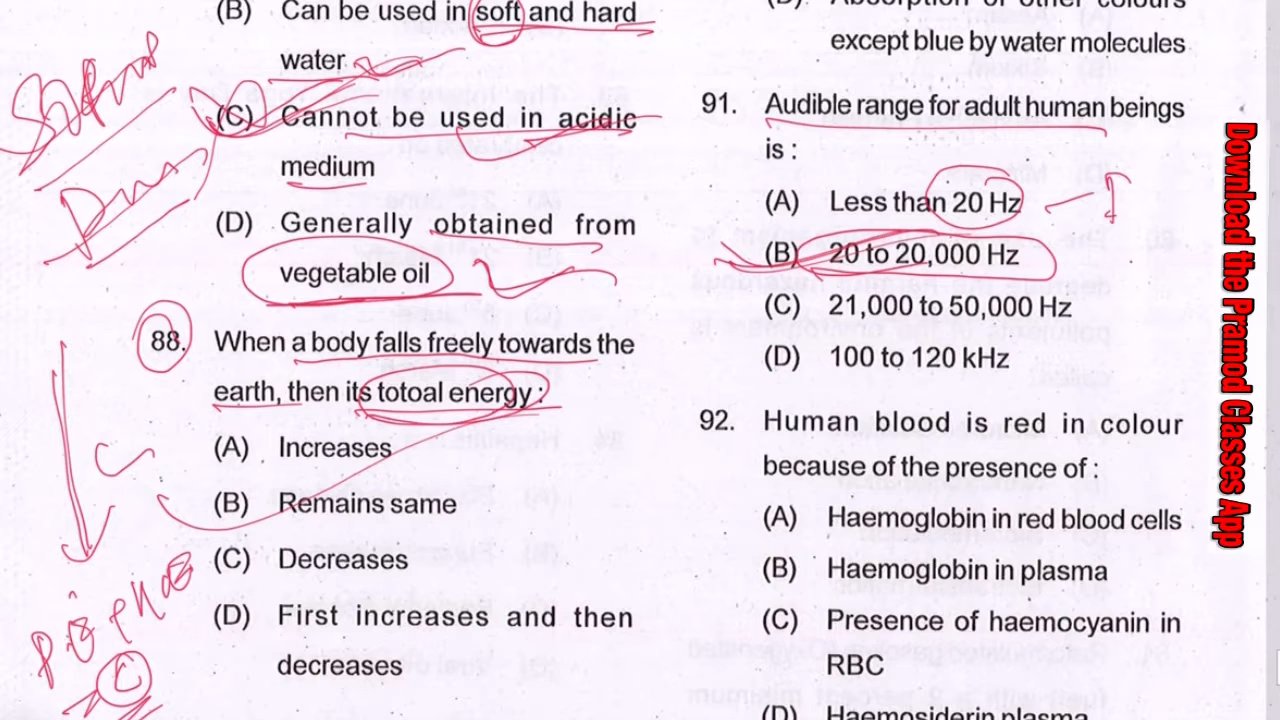 (B) Can be used in soft and hard
water
(C) Cannot be used in acidic
medium
(D) Generally obtained from
vegetable oil
88. When a body falls freely towards the
earth, then its totoal energy :
(A) Increases
(B) Remains same
(C) Decreases
(D) First increases and then
decreases
except blue by water molecules
91. Audible range for adult human beings
is :
(A) Less than 20 Hz
(B) 20 to 20,000 Hz
(C) 21,000 to 50,000 Hz
(D) 100 to 120 kHz
92. Human blood is red in colour
because of the presence of :
(A) Haemoglobin in red blood cells
(B) Haemoglobin in plasma
(C) Presence of haemocyanin in
RBC
(D) Haemosiderin plasma
Download the Pramod Classes App